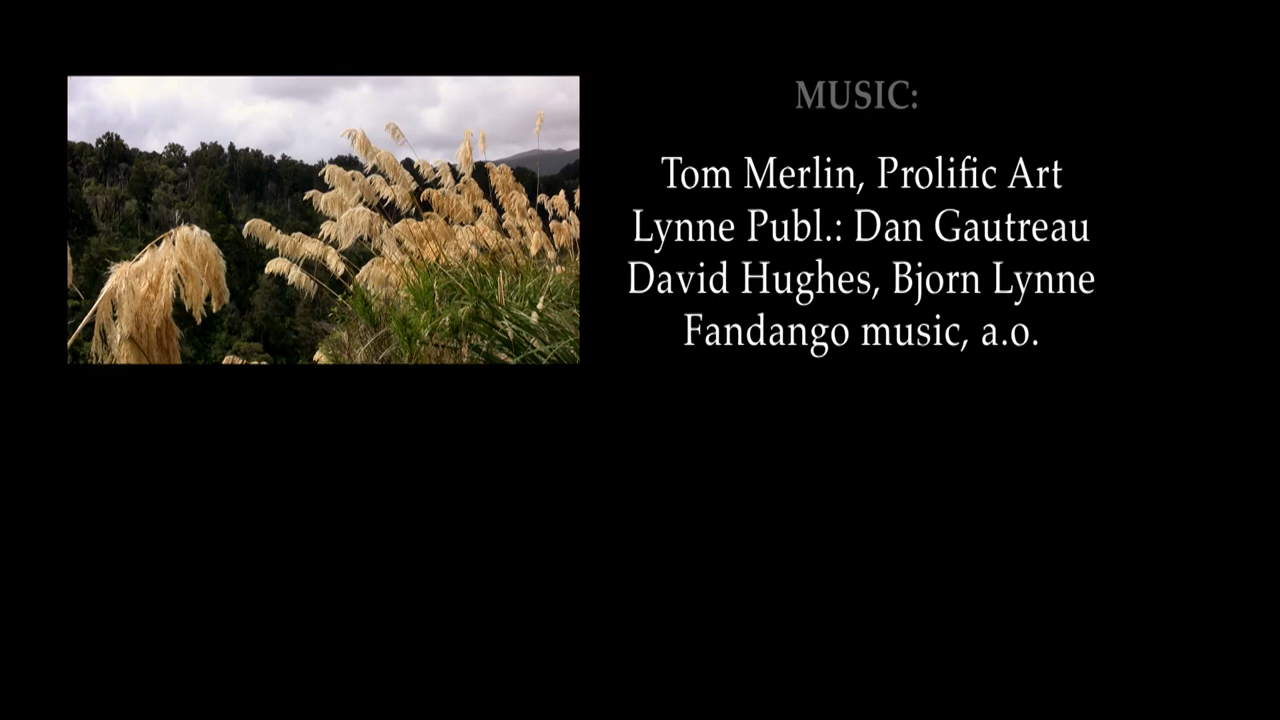 MUSIC:
Tom Merlin, Prolific Art
Lynne Publ.: Dan Gautreau
David Hughes, Bjorn Lynne
Fandango music, a.o.